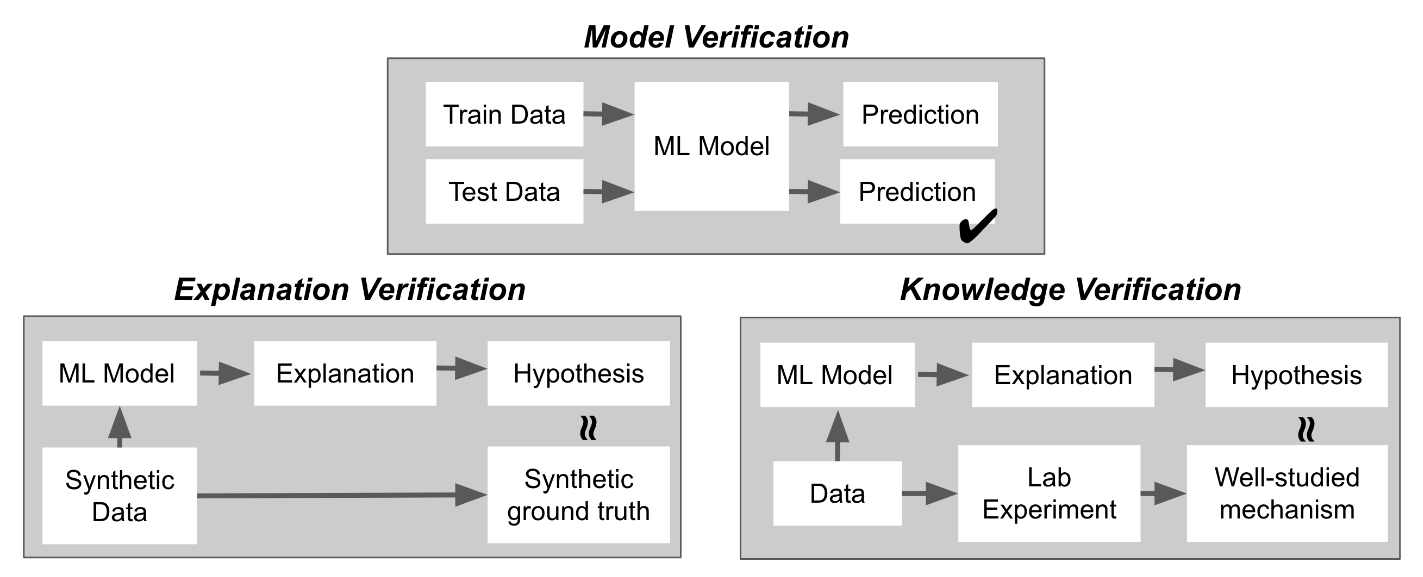 Model Verification
Train Data
ML Model
Prediction
Test Data
Prediction
Explanation Verification
ML Model
Explanation
Hypothesis
≈
Synthetic
Data
Synthetic
ground truth
Knowledge Verification
ML Model
Explanation
Hypothesis
≈
Data
Lab
Experiment
Well-studied
mechanism